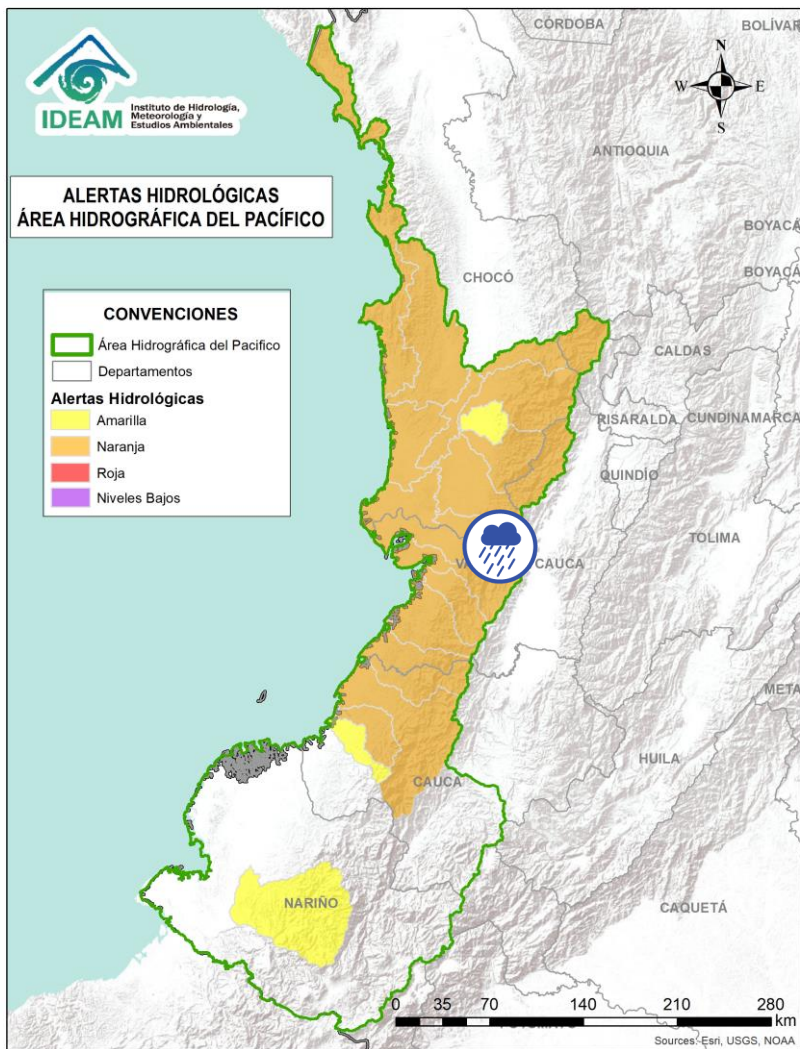 IDEAM
Instituto de Hidrología,
Meteorología y
Estudios Ambientales
ALERTAS HIDROLÓGICAS
ÁREA HIDROGRÁFICA DEL PACÍFICO
CONVENCIONES
Área Hidrográfica del Pacifico
Departamentos
Alertas Hidrológicas
Amarilla
Naranja
Roja
Niveles Bajos
N
W
E
S
CÓRDOBA
BOLÍVAR
ANTIOQUIA
BOYACÁ
BOYACÁ
CHOCÓ
CALDAS
RISARALDA
CUNDINAMARCA
QUINDÍO
TOLIMA
CAUCA
META
HUILA
CAUCA
NARIÑO
CAQUETÁ
0 35 70 140 210 280
km
Sources: Esri, USGS, NOAA